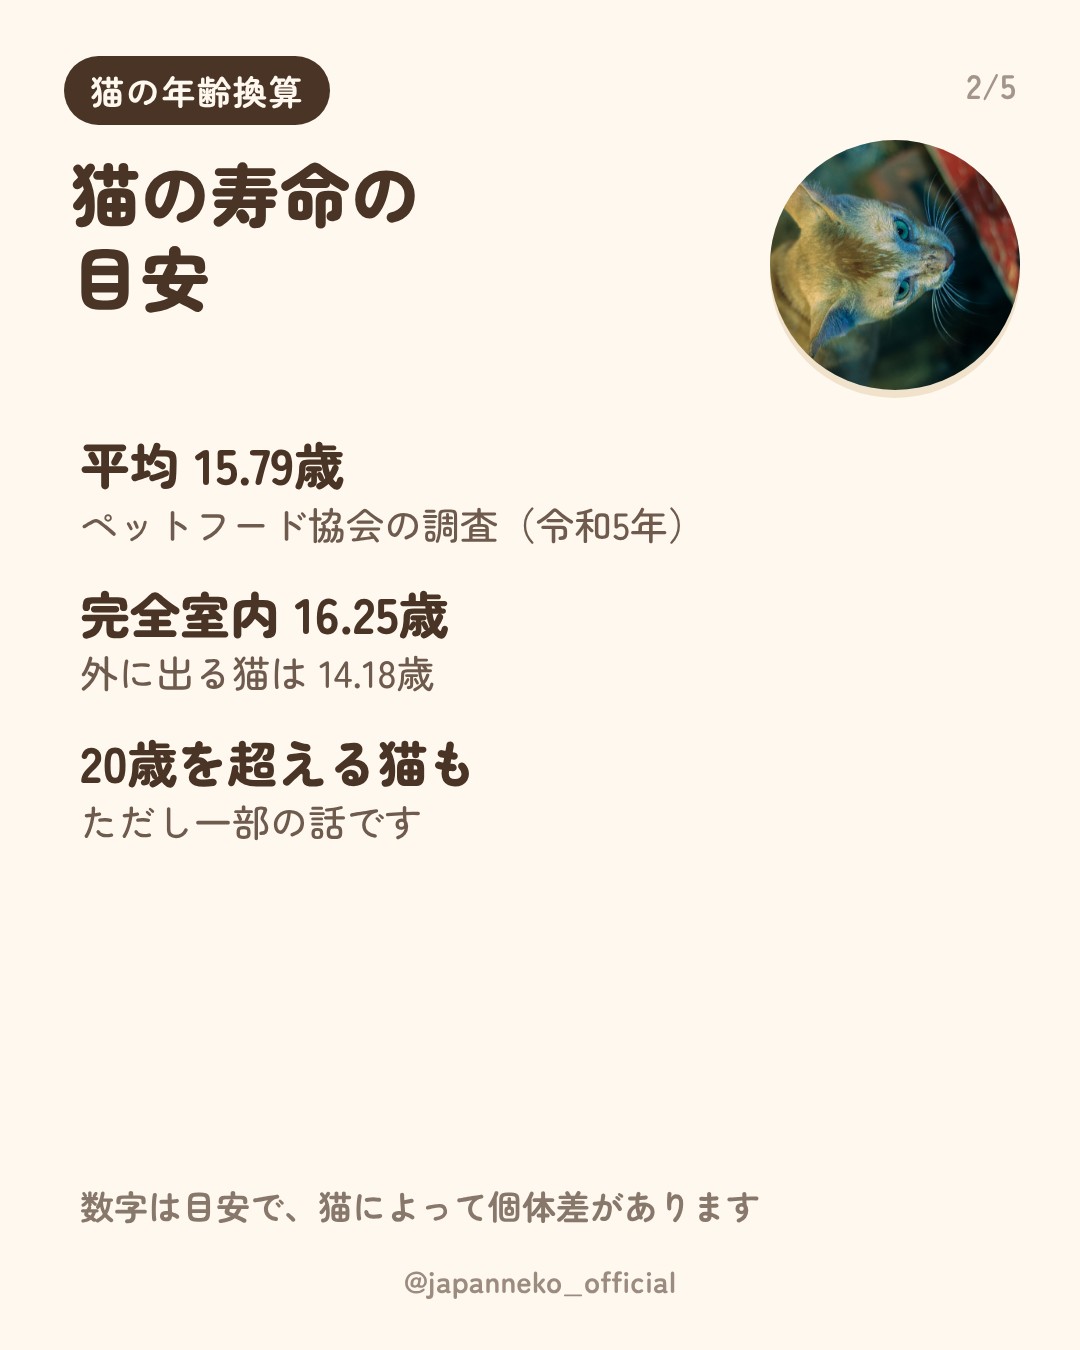 猫の年齢換算
2/5
猫の寿命の
目安
平均 15.79歳
ペットフード協会の調査（令和5年）
完全室内 16.25歳
外に出る猫は 14.18歳
20歳を超える猫も
ただし一部の話です
数字は目安で、猫によって個体差があります
@japanneko_official